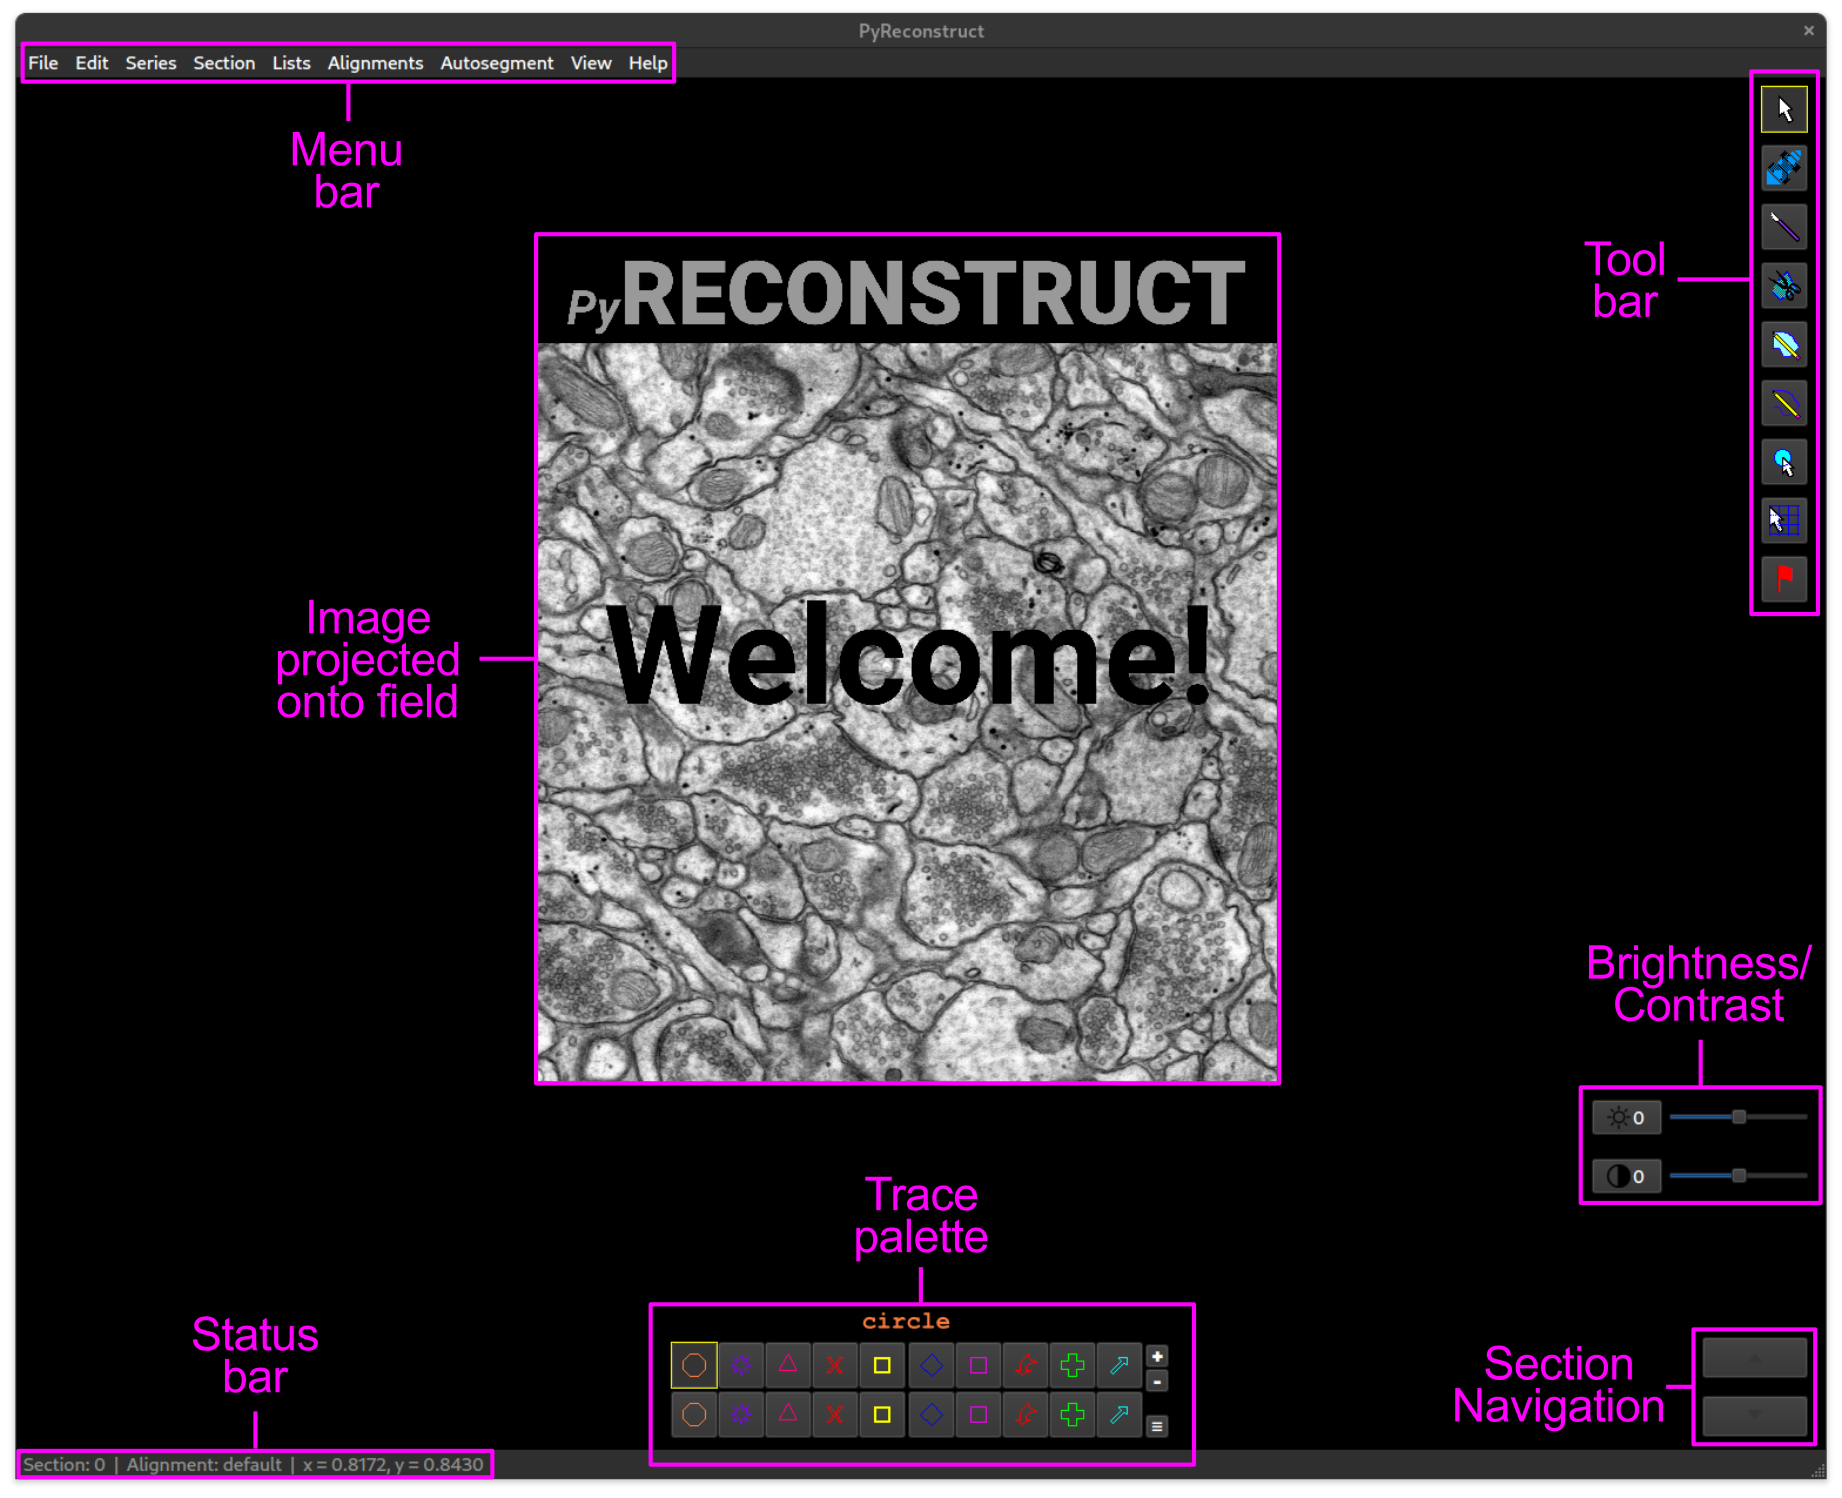 PyReconstruct
File Edit Series Section Lists Alignments Autosegment View Help
Menu
bar
Tool
bar
PyRECONSTRUCT
Welcome!
Image
projected
onto field
Brightness/
Contrast
0
0
Trace
palette
circle
Status
bar
Section
Navigation
Section: 0 | Alignment: default | x = 0.8172, y = 0.8430